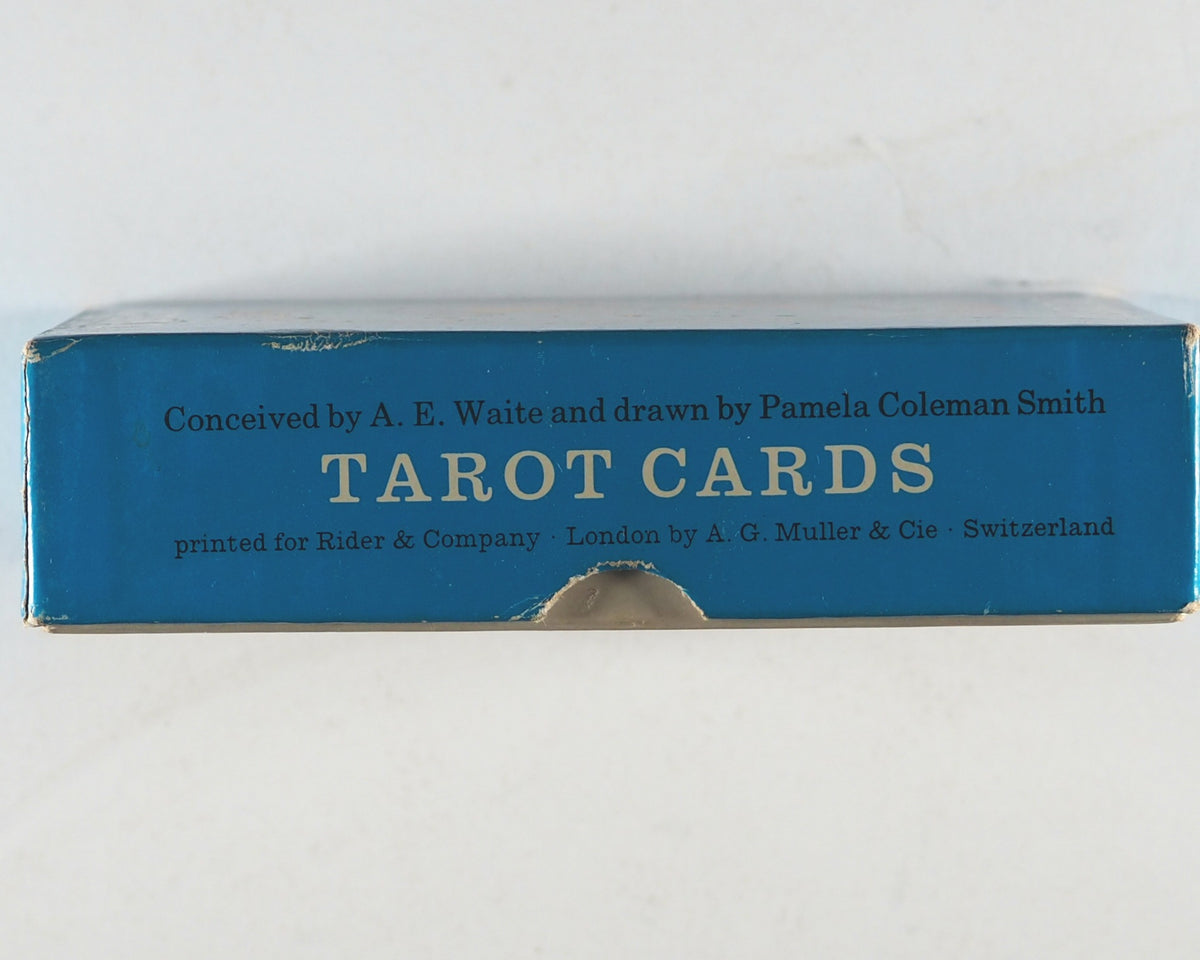 Conceived by A. E. Waite and drawn by Pamela Coleman Smith
TAROT CARDS
printed for Rider & Company · London by A. G. Muller & Cie · Switzerland